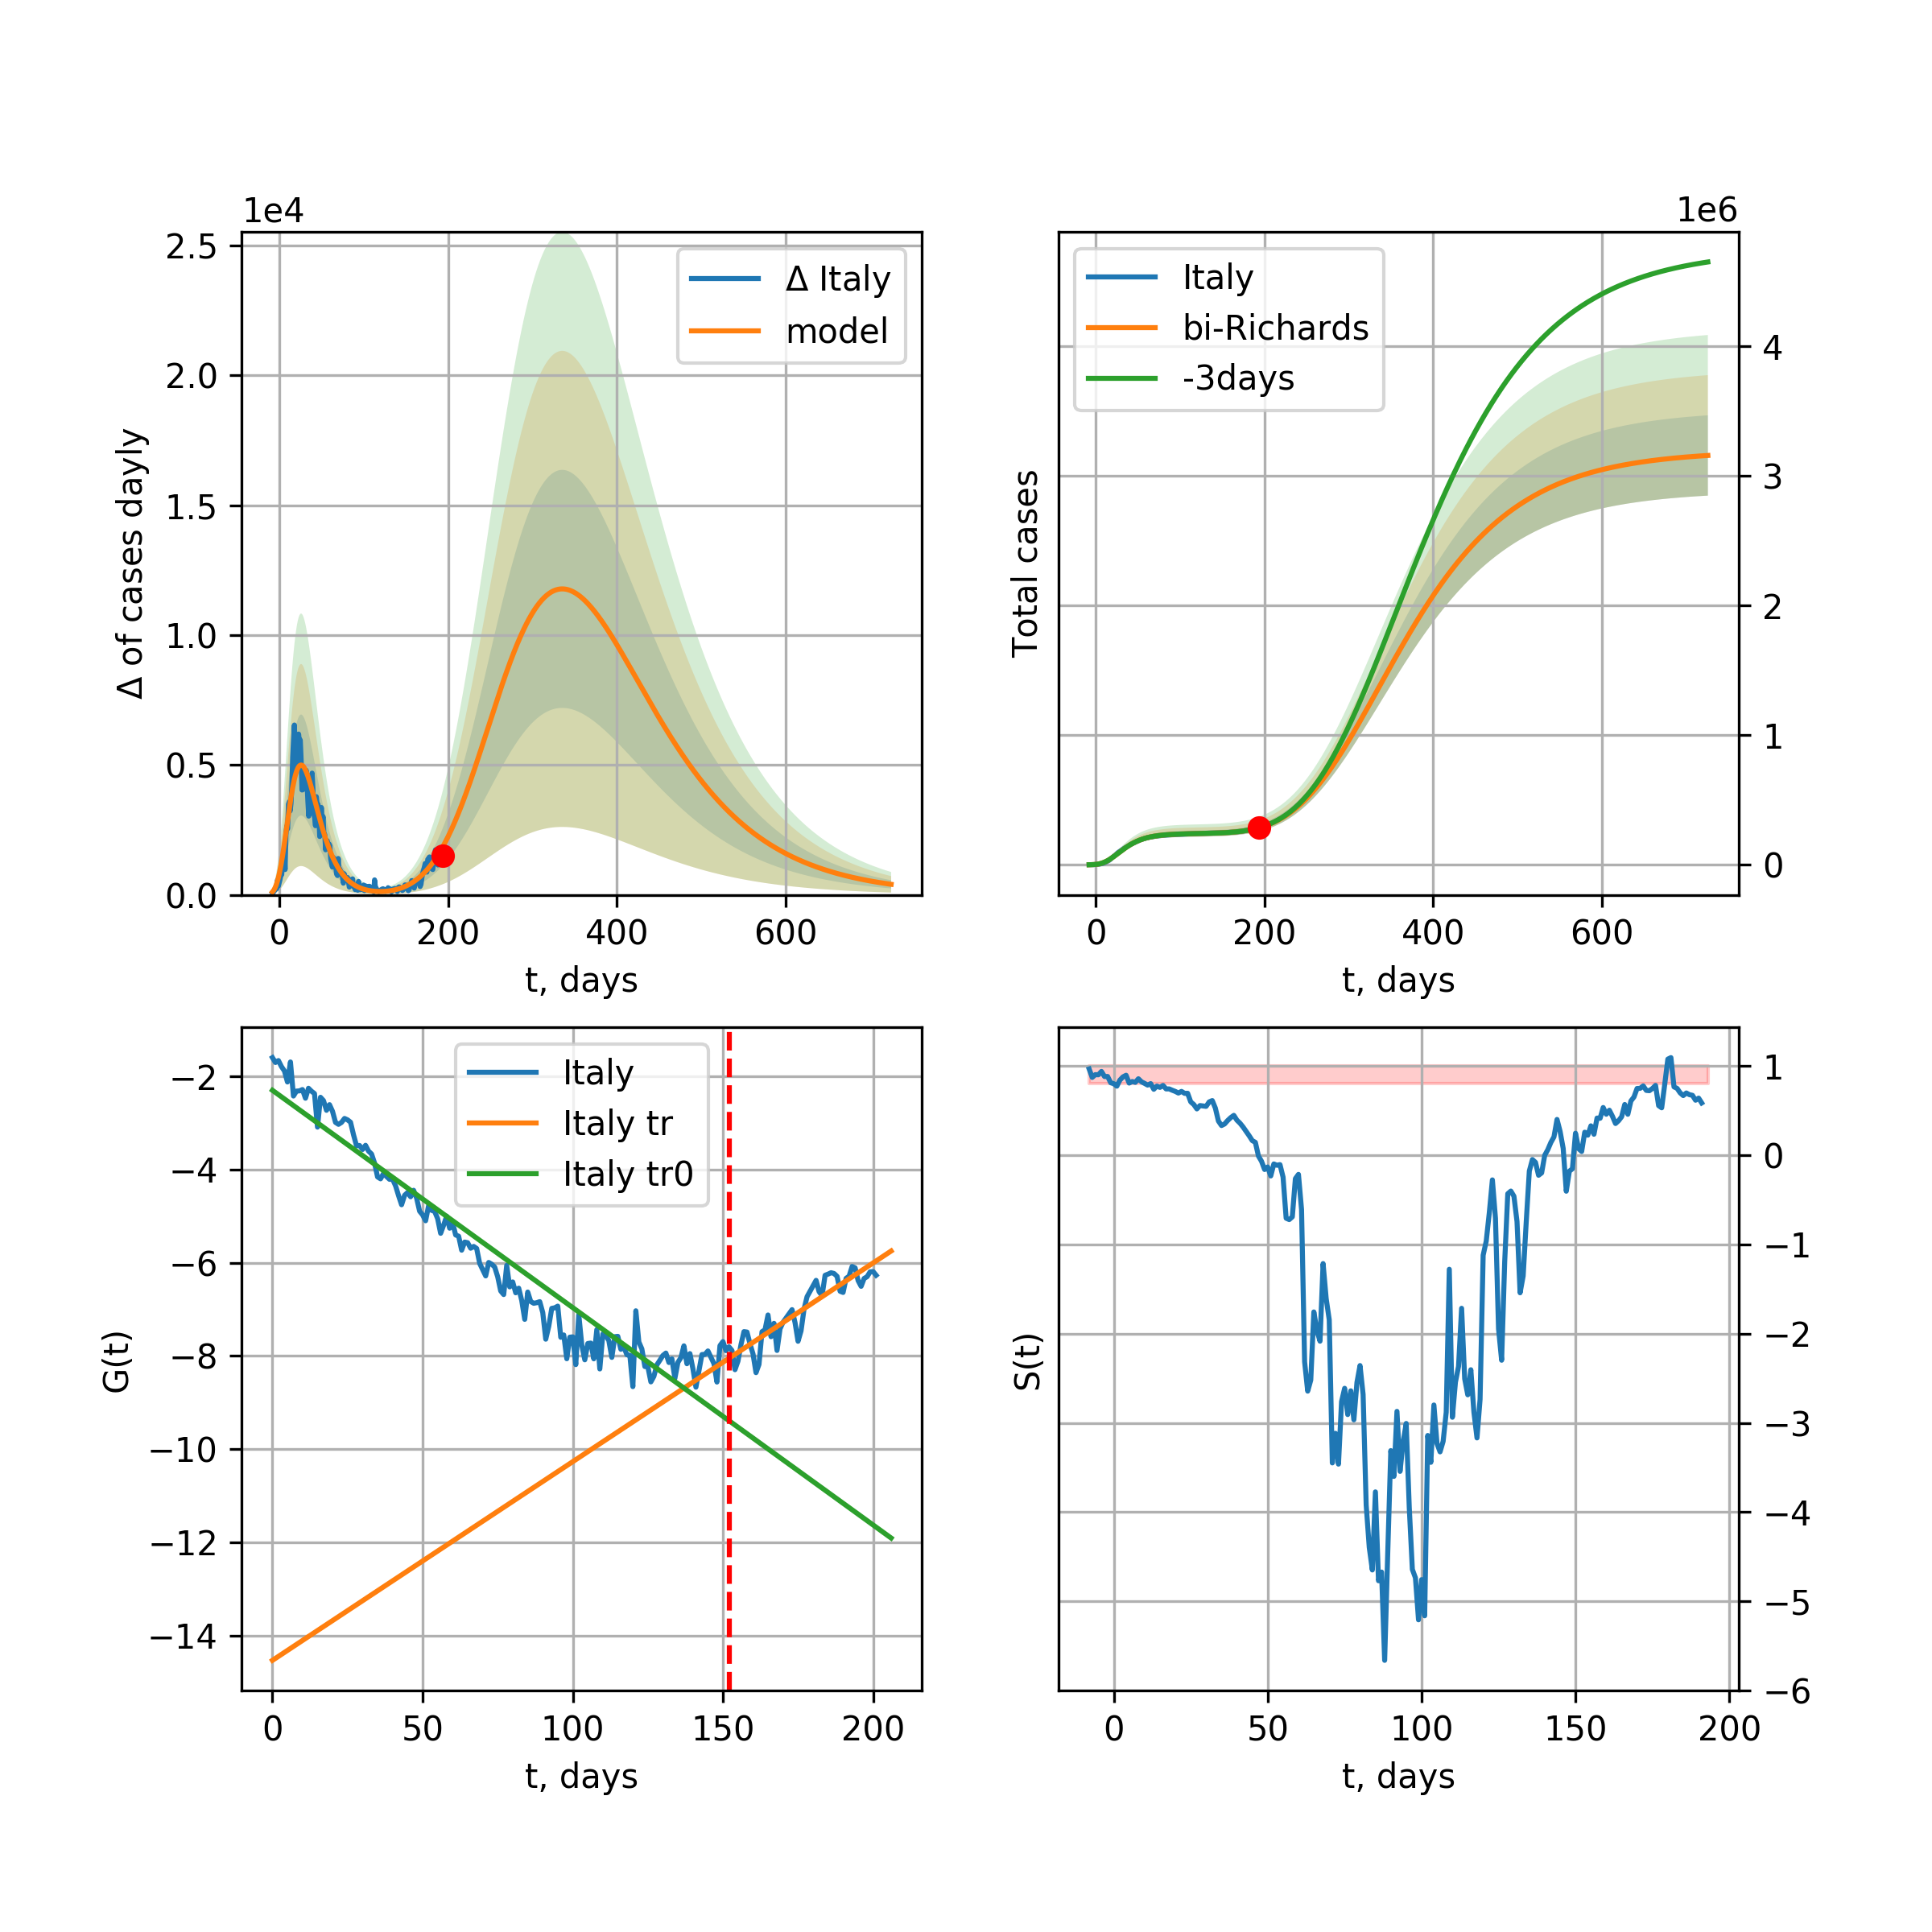 1e4
2.5
2.0
1.5
1.0
0.5
0.0
Δ of cases dayly
Δ Italy
model
0 200 400 600
t, days
1e6
Italy
bi-Richards
-3days
Total cases
4
3
2
1
0
0 200 400 600
t, days
−2
−4
−6
−8
−10
−12
−14
G(t)
Italy
Italy tr
Italy tr0
0 50 100 150 200
t, days
S(t)
1
0
−1
−2
−3
−4
−5
−6
0 50 100 150 200
t, days